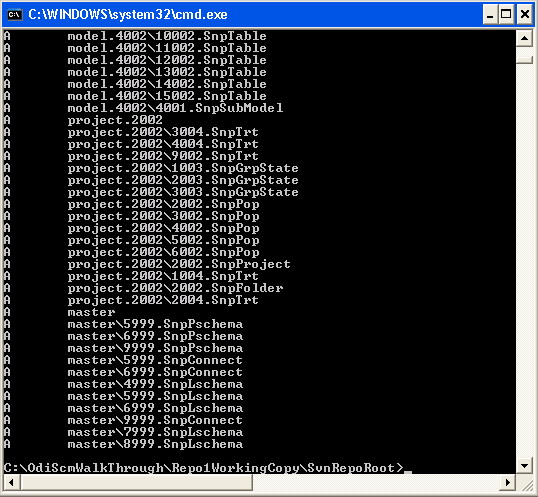 C:\WINDOWS\system32\cmd.exe
A model.4002\10002.SnpTable
A model.4002\11002.SnpTable
A model.4002\12002.SnpTable
A model.4002\13002.SnpTable
A model.4002\14002.SnpTable
A model.4002\15002.SnpTable
A model.4002\4001.SnpSubModel
A project.2002
A project.2002\3004.SnpTrt
A project.2002\4004.SnpTrt
A project.2002\9002.SnpTrt
A project.2002\1003.SnpGrpState
A project.2002\2003.SnpGrpState
A project.2002\3003.SnpGrpState
A project.2002\2002.SnpPop
A project.2002\3002.SnpPop
A project.2002\4002.SnpPop
A project.2002\5002.SnpPop
A project.2002\6002.SnpPop
A project.2002\2002.SnpProject
A project.2002\1004.SnpTrt
A project.2002\2002.SnpFolder
A project.2002\2004.SnpTrt
A master
A master\5999.SnpPschema
A master\6999.SnpPschema
A master\9999.SnpPschema
A master\5999.SnpConnect
A master\6999.SnpConnect
A master\4999.SnpLschema
A master\5999.SnpLschema
A master\6999.SnpLschema
A master\9999.SnpConnect
A master\7999.SnpLschema
A master\8999.SnpLschema
C:\OdiScmWalkThrough\Repo1WorkingCopy\SvnRepoRoot>_